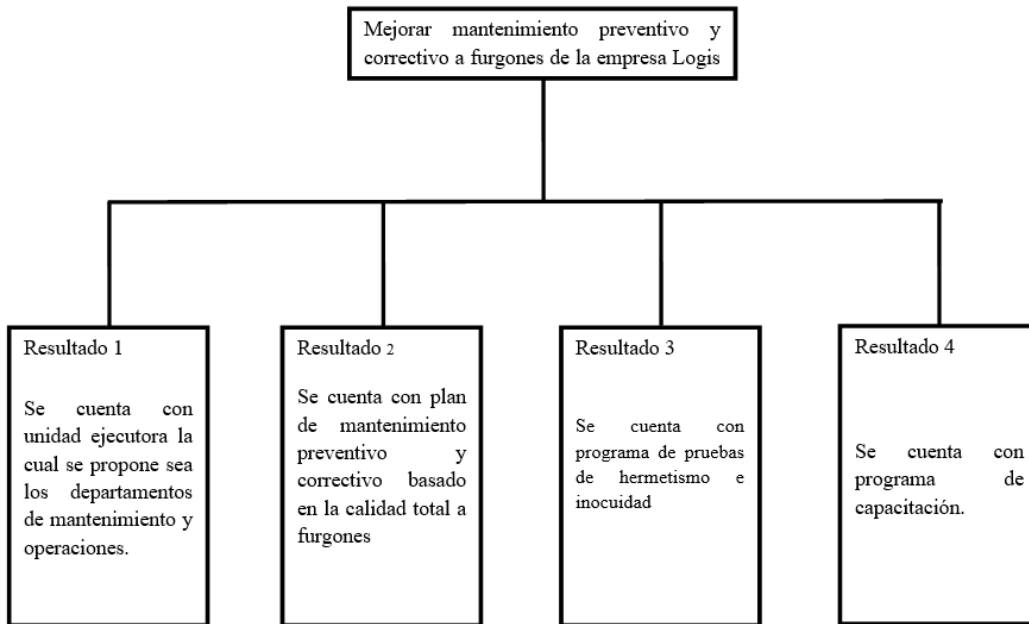 Mejorar mantenimiento preventivo y
correctivo a furgones de la empresa Logis
Resultado 1
Se cuenta con
unidad ejecutora la
cual se propone sea
los departamentos
de mantenimiento y
operaciones.
Resultado 2
Se cuenta con plan
de mantenimiento
preventivo y
correctivo basado
en la calidad total a
furgones
Resultado 3
Se cuenta con
programa de pruebas
de hermetismo e
inocuidad
Resultado 4
Se cuenta con
programa de
capacitación.